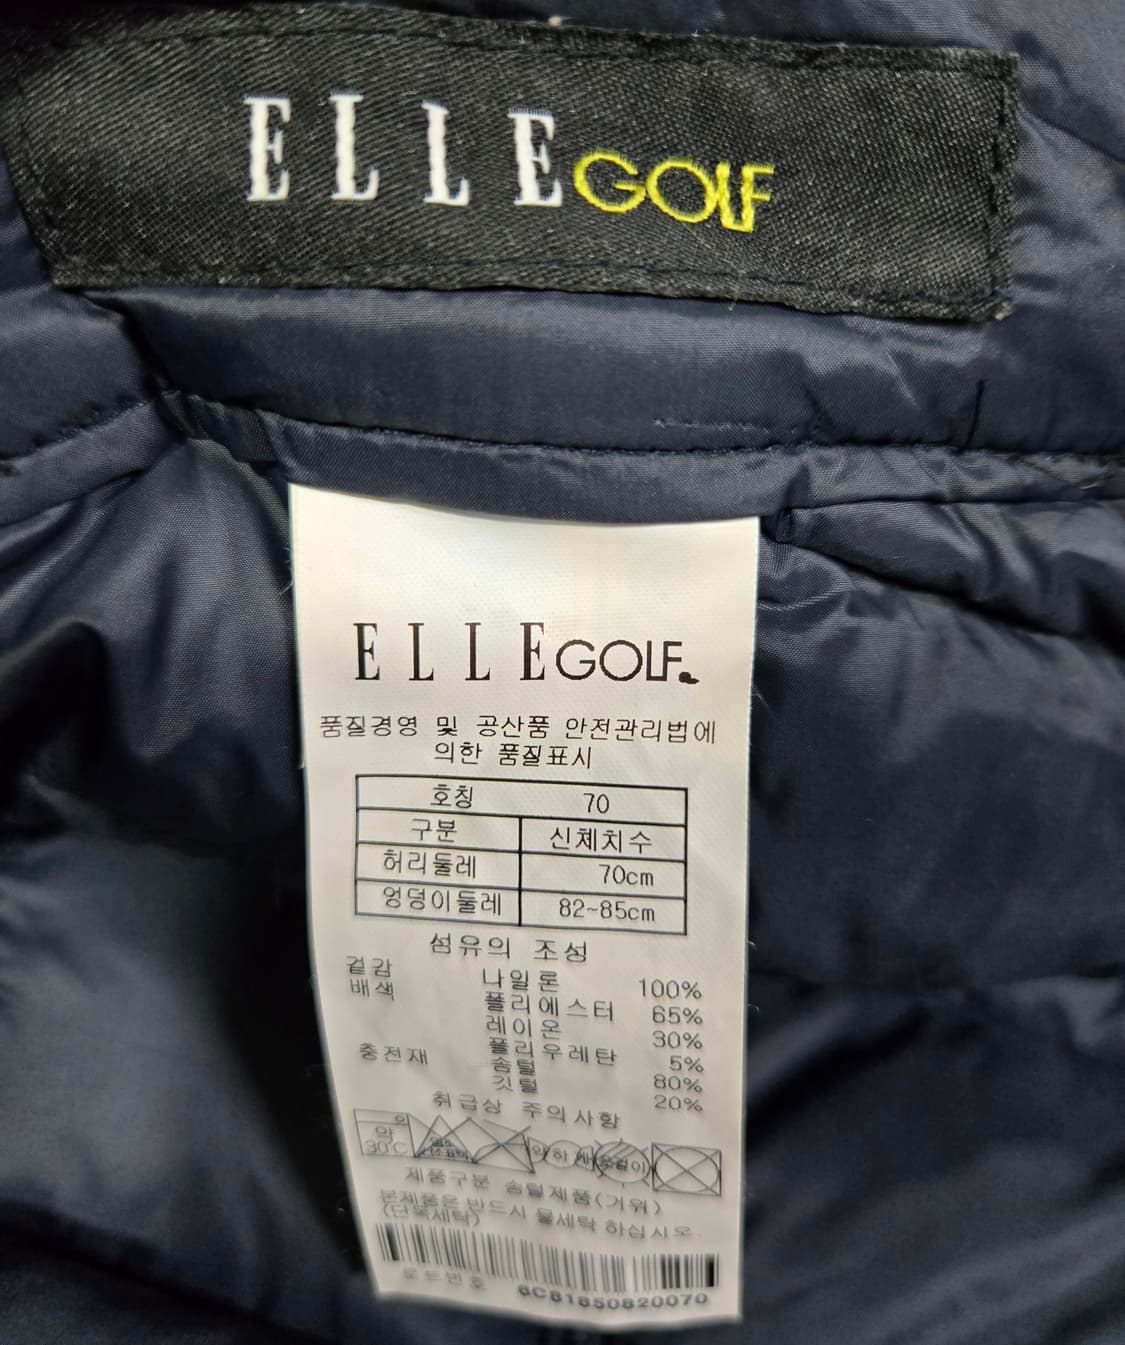 ELLE GOLF
ELLE GOLF.
품질경영 및 공산품 안전관리법에
의한 품질표시
호칭 70
구분 신체치수
허리둘레 70cm
엉덩이둘레 82~85cm
섬유의 조성
겉감 나일론 100%
배색 폴리에스터 65%
레이온 30%
폴리우레탄 5%
충전재 솜털 80%
깃털 20%
취급상 주의사항
약 30°C
제품구분 솜털제품(거위)
본제품은 반드시 물세탁 하십시오.
(단독세탁)
로트번호 6C81850820070